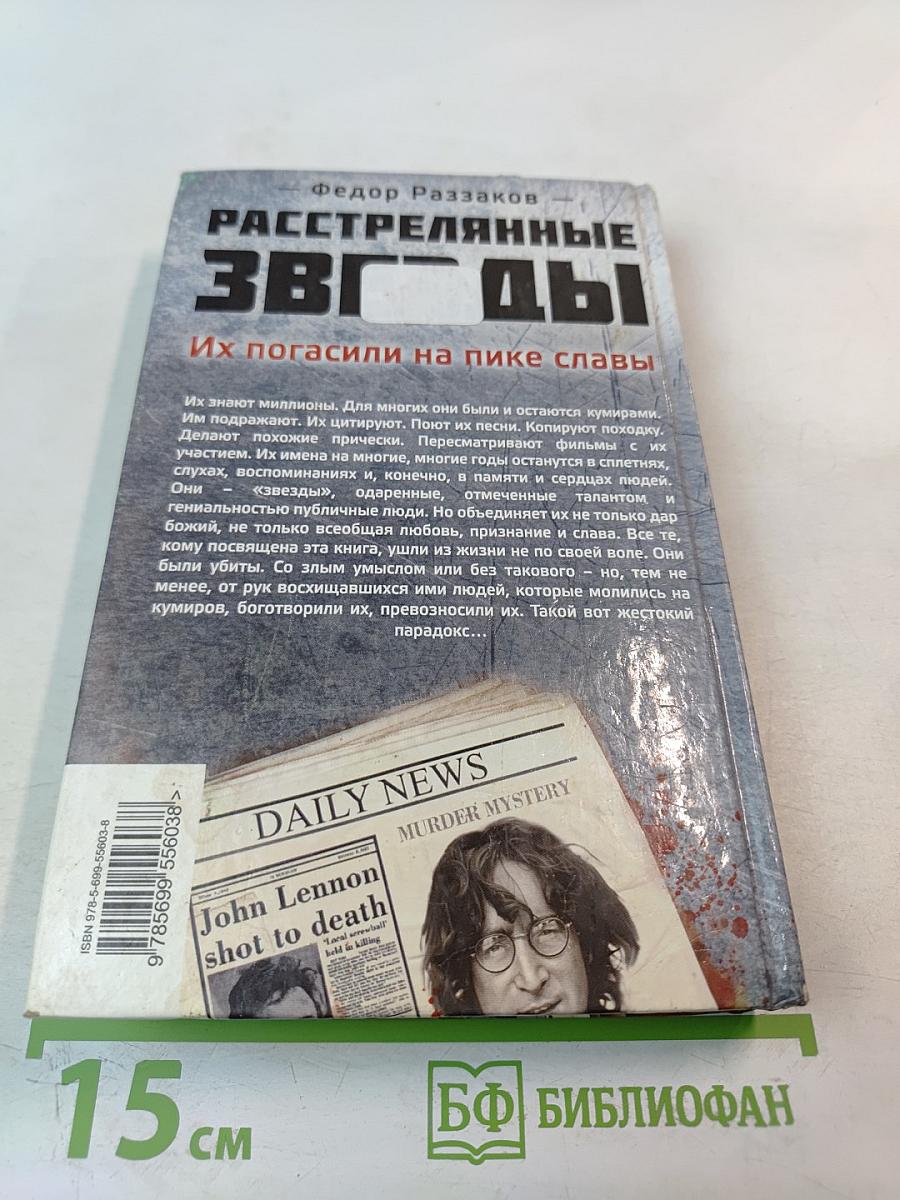 — Федор Раззаков —
РАССТРЕЛЯННЫЕ
Их погасили на пике славы
Их знают миллионы. Для многих они были и остаются кумирами.
Им подражают. Их цитируют. Поют их песни. Копируют походку.
Делают похожие прически. Пересматривают фильмы с их
участием. Их имена на многие, многие годы останутся в сплетнях,
слухах, воспоминаниях и, конечно, в памяти и сердцах людей.
Они – «звезды», одаренные, отмеченные талантом и
гениальностью публичные люди. Но объединяет их не только дар
божий, не только всеобщая любовь, признание и слава. Все те,
кому посвящена эта книга, ушли из жизни не по своей воле. Они
были убиты. Со злым умыслом или без такового – но, тем не
менее, от рук восхищавшихся ими людей, которые молились на
кумиров, боготворили их, превозносили их. Такой вот жестокий
парадокс...
DAILY NEWS
MURDER MYSTERY
John Lennon
shot to death
'Local screwball'
held in killing
ISBN 978-5-699-55603-8
9 785699 556038 >
15 см
БФ БИБЛИОФАН